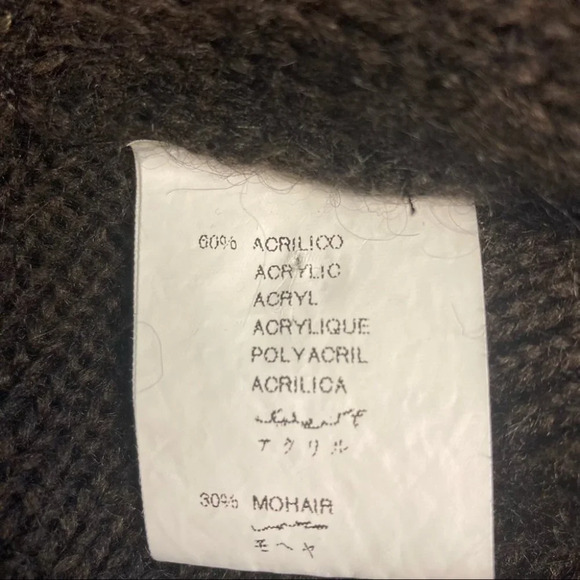 60% ACRILICO
ACRYLIC
ACRYL
ACRYLIQUE
POLYACRIL
ACRILICA
アクリル
30% MOHAIR
モヘヤ